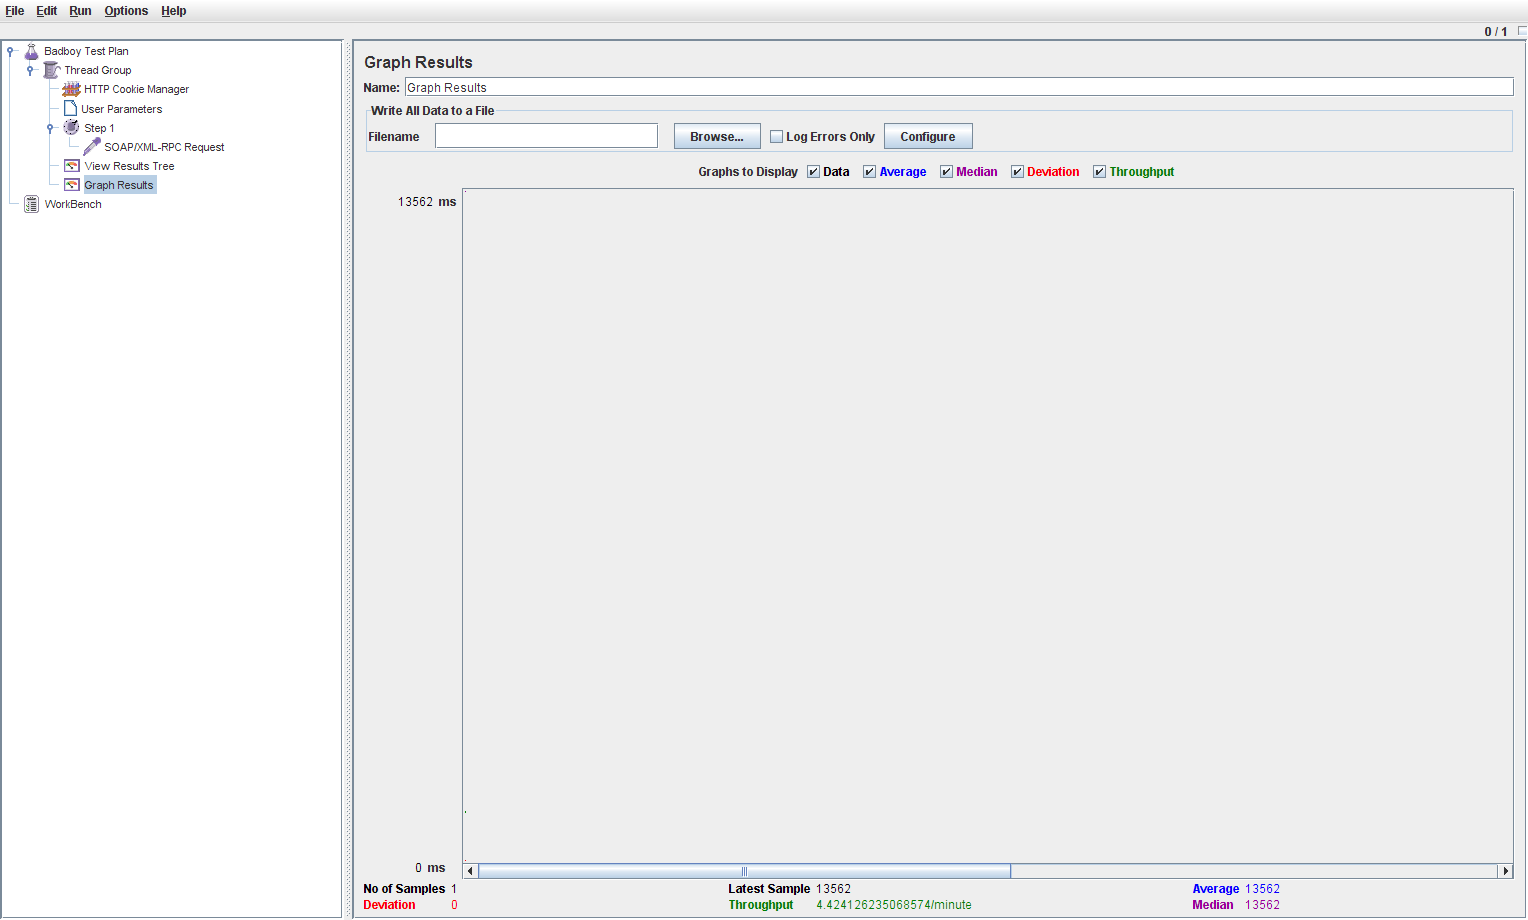 File Edit Run Options Help
0 / 1
Badboy Test Plan
Thread Group
HTTP Cookie Manager
User Parameters
Step 1
SOAP/XML-RPC Request
View Results Tree
Graph Results
WorkBench
Graph Results
Name: Graph Results
Write All Data to a File
Filename Browse... Log Errors Only Configure
Graphs to Display Data Average Median Deviation Throughput
13562 ms
0 ms
No of Samples 1 Latest Sample 13562 Average 13562
Deviation 0 Throughput 4.424126235068574/minute Median 13562